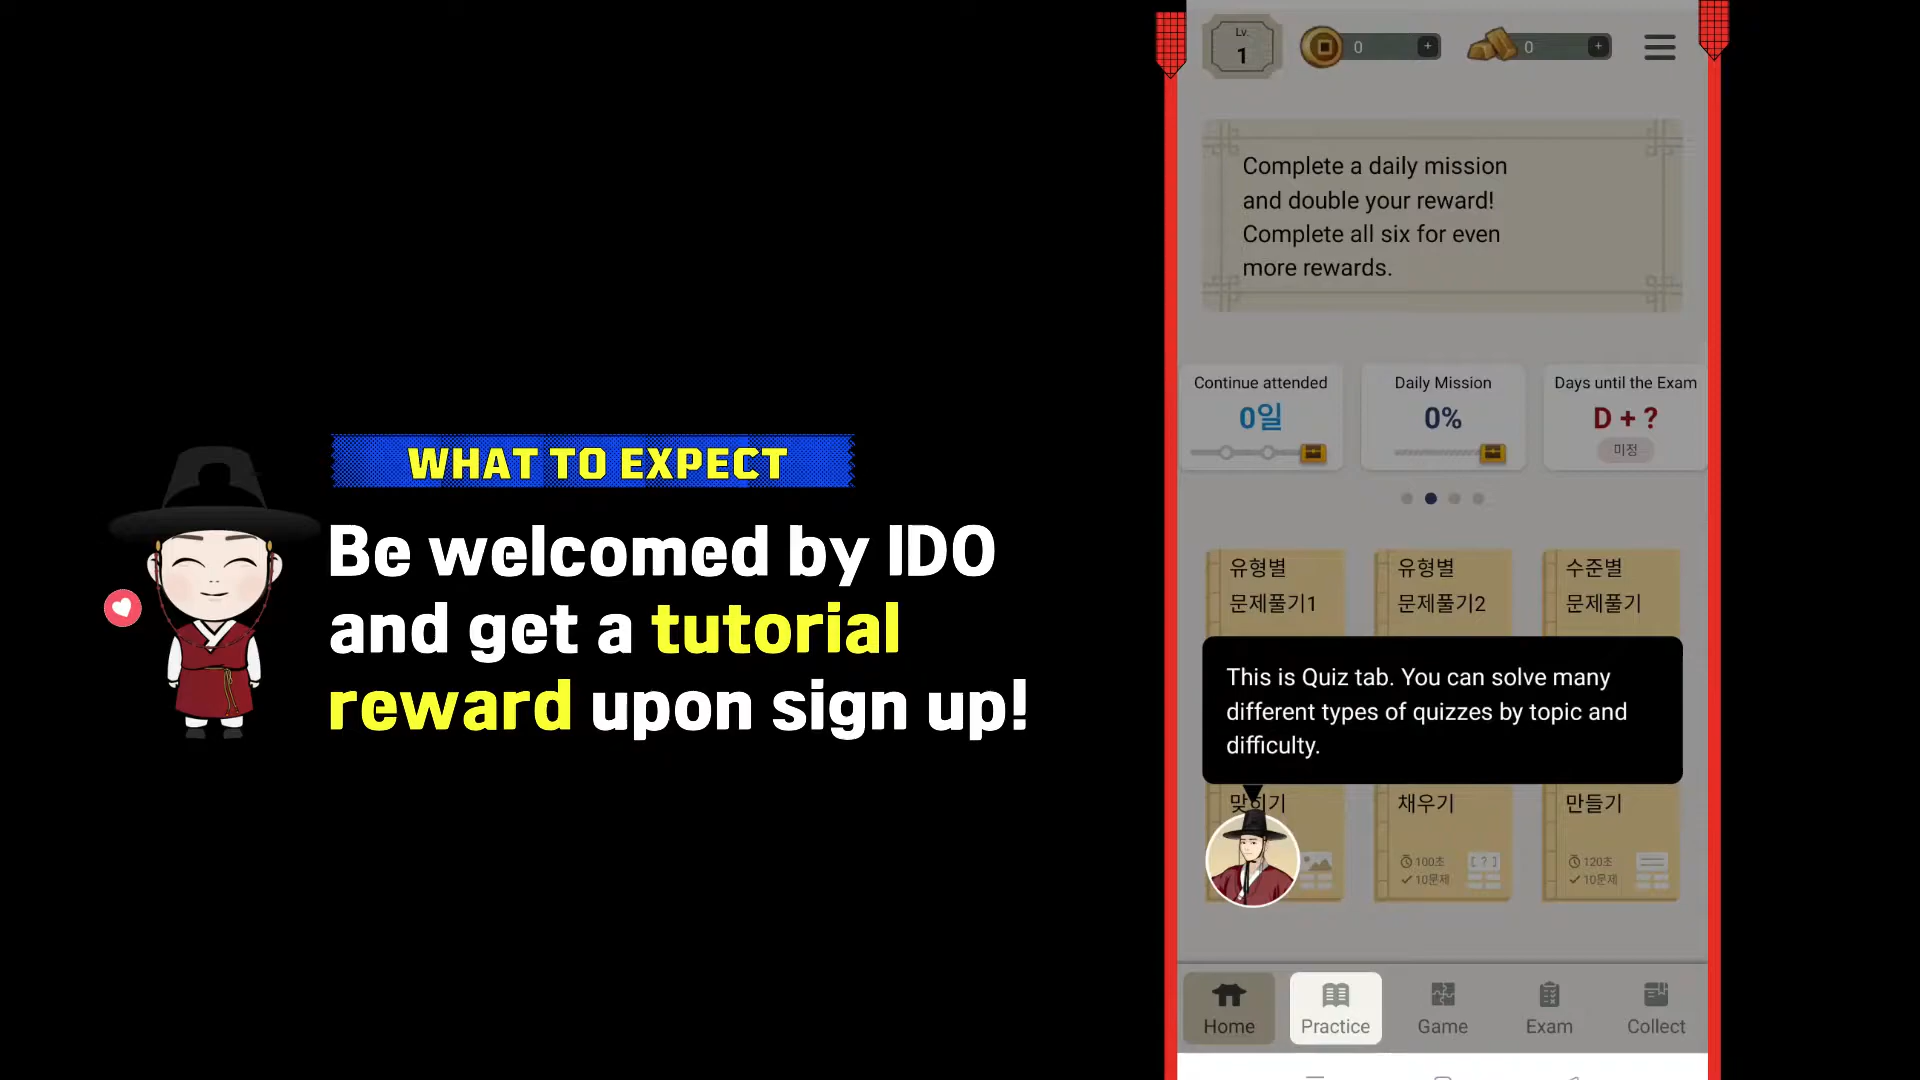 WHAT TO EXPECT
Be welcomed by IDO
and get a tutorial
reward upon sign up!
Lv.
1
0
+
0
+
Complete a daily mission
and double your reward!
Complete all six for even
more rewards.
Continue attended
0일
Daily Mission
0%
Days until the Exam
D + ?
미정
유형별
문제풀기1
유형별
문제풀기2
수준별
문제풀기
This is Quiz tab. You can solve many
different types of quizzes by topic and
difficulty.
맞히기
채우기
100초
10문제
[ ? ]
만들기
120초
10문제
Home
Practice
Game
Exam
Collect